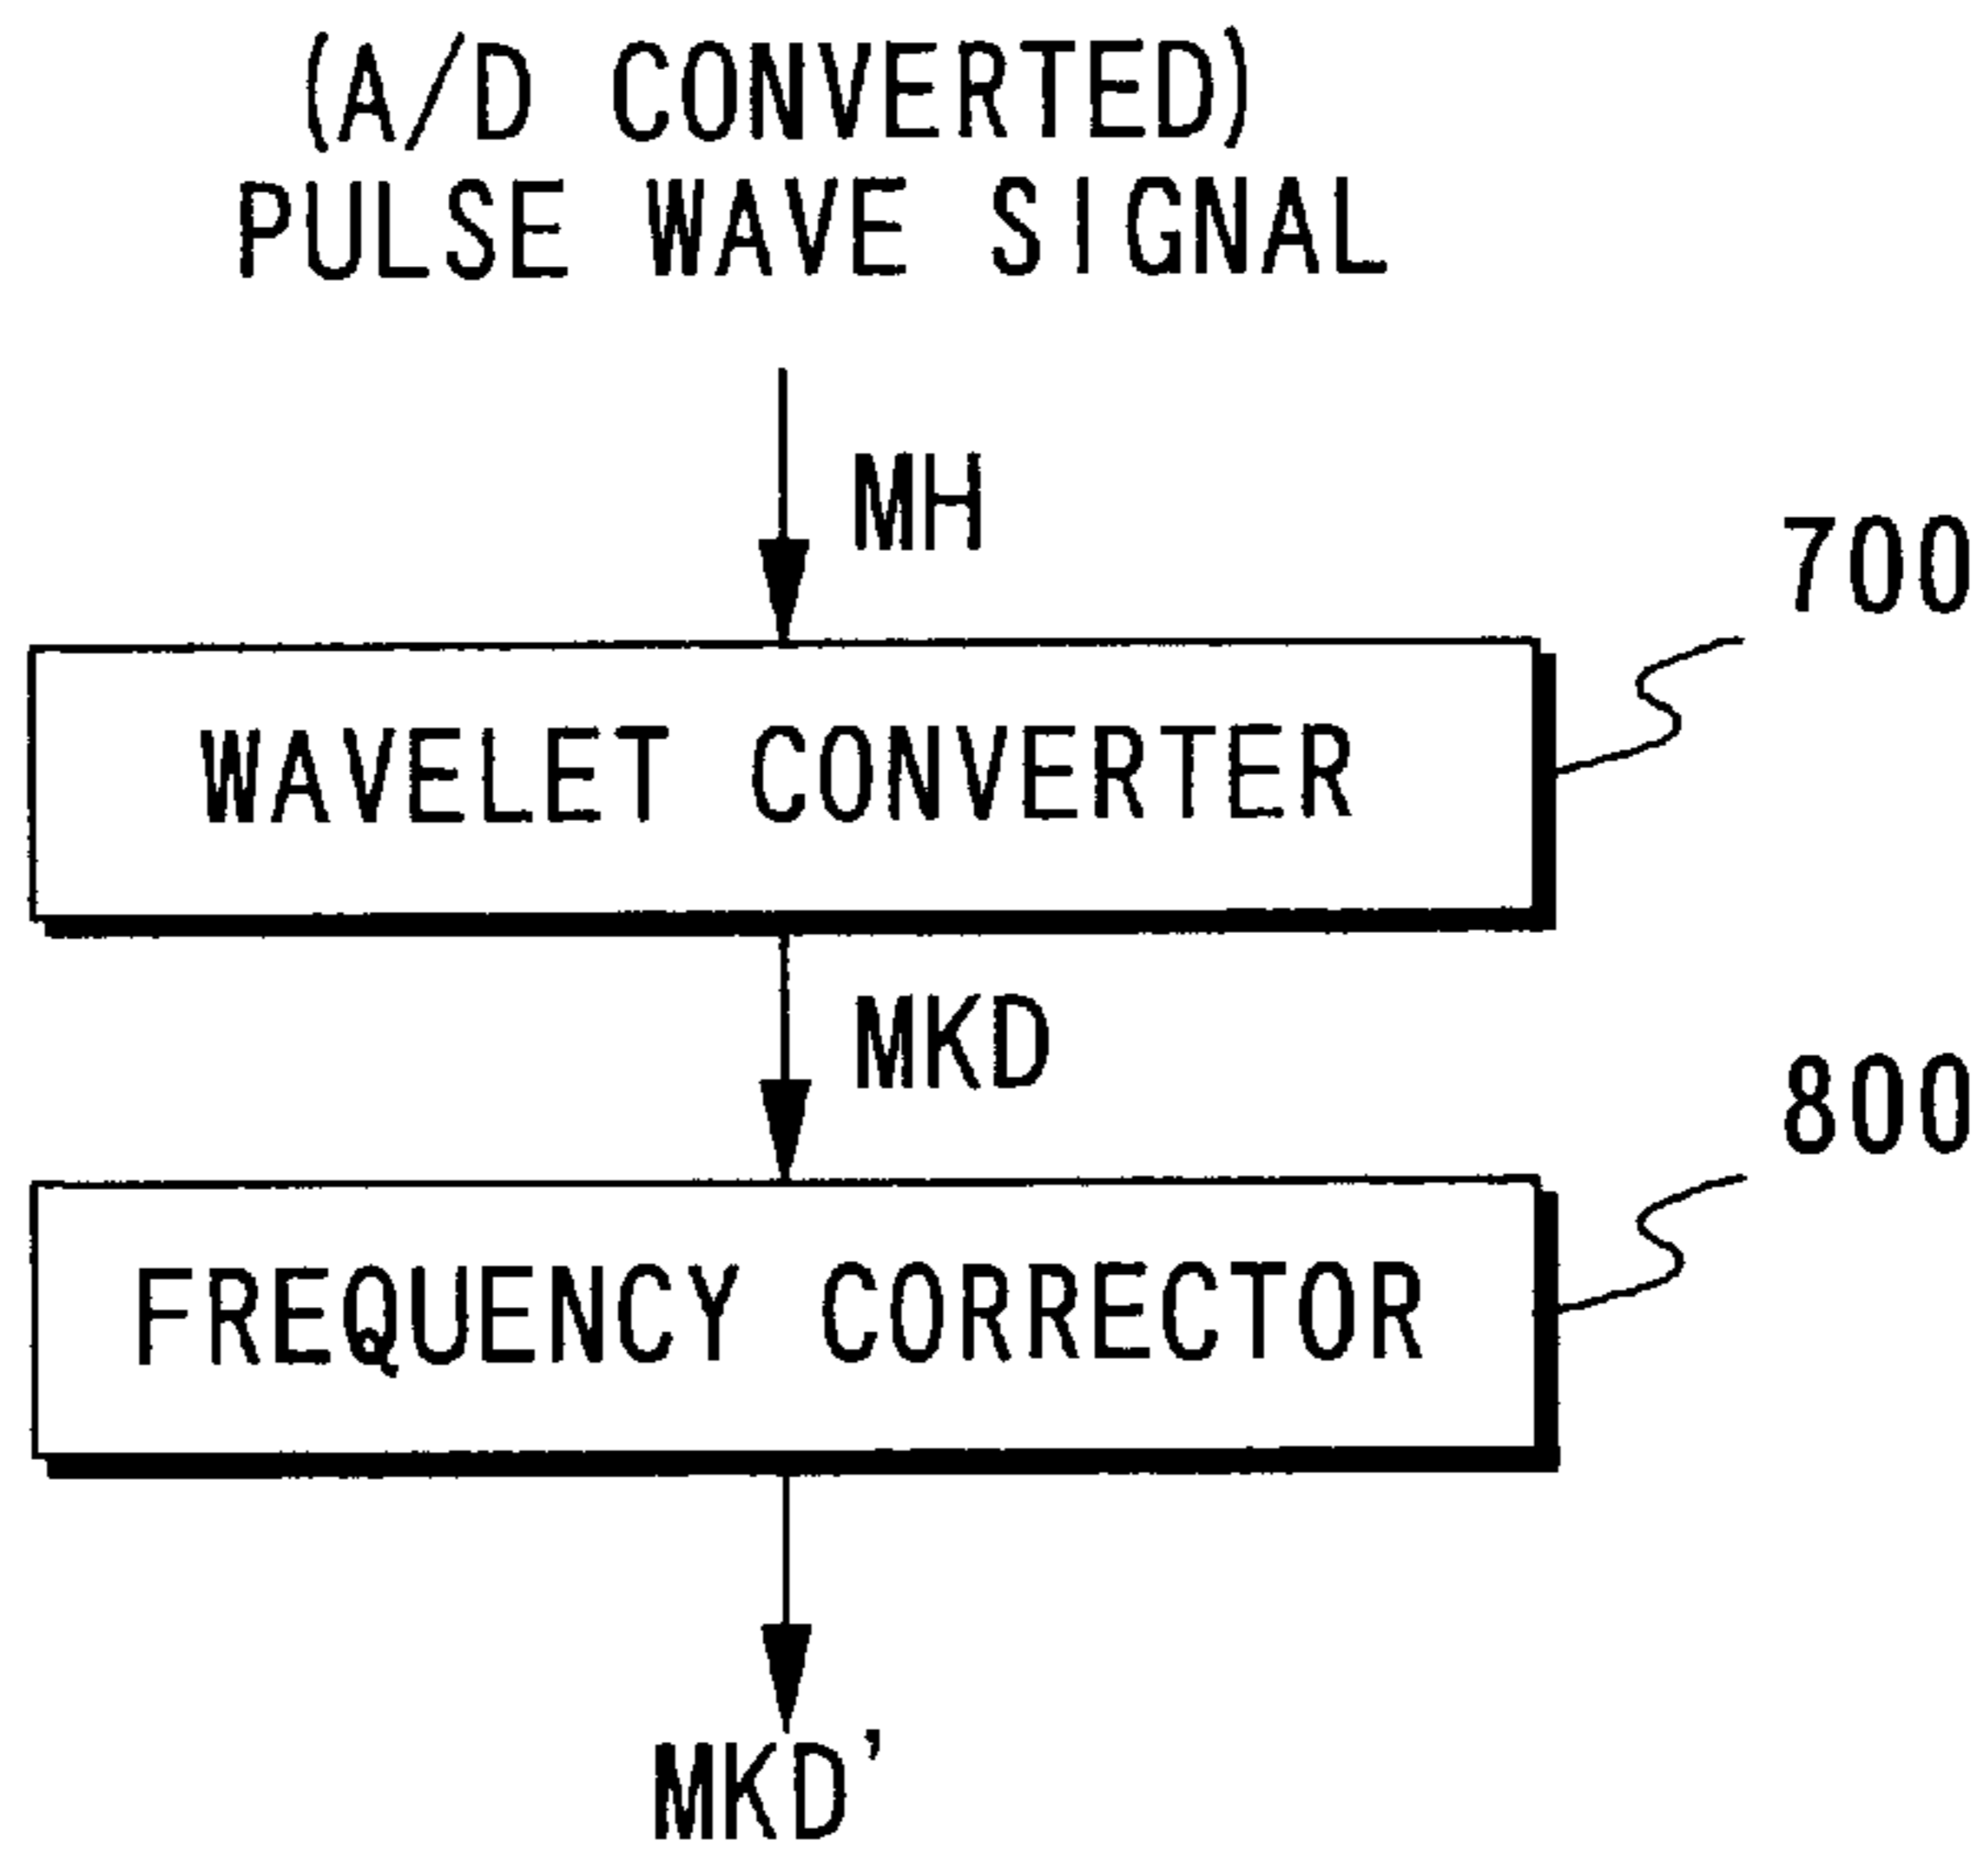 (A/D CONVERTED)
PULSE WAVE SIGNAL
MH
700
WAVELET CONVERTER
MKD
800
FREQUENCY CORRECTOR
MKD'